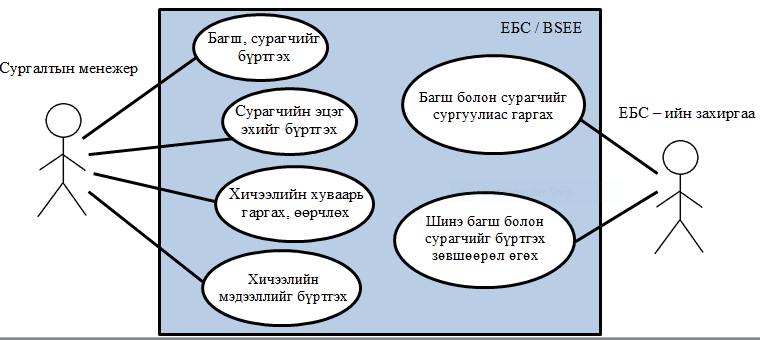 ЕБС / BSEE
Сургалтын менежер
Багш, сурагчийг
бүртгэх
Сурагчийн эцэг
эхийг бүртгэх
Хичээлийн хуваарь
гаргах, өөрчлөх
Хичээлийн
мэдээллийг бүртгэх
Багш болон сурагчийг
сургуулиас гаргах
Шинэ багш болон
сурагчийг бүртгэх
зөвшөөрөл өгөх
ЕБС – ийн захиргаа